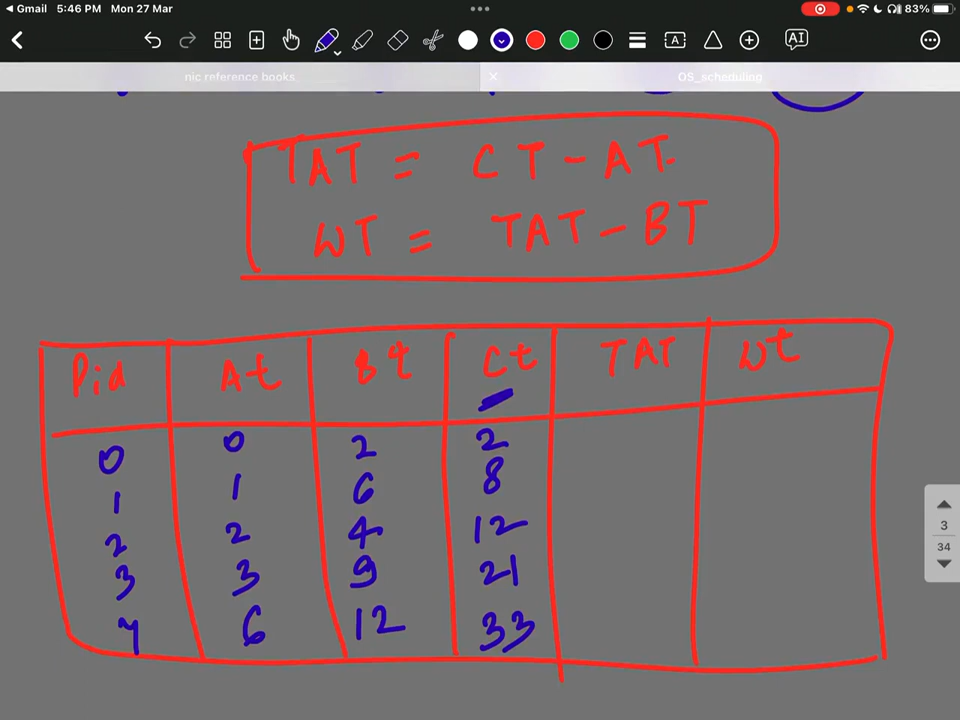 Gmail 5:46 PM Mon 27 Mar 83%
A AI
nic reference books OS_scheduling
TAT = CT - AT
WT = TAT - BT
Pid At Bt Ct TAT Wt
0 0 2 2
1 1 6 8
2 2 4 12
3 3 9 21
4 6 12 33
3
34